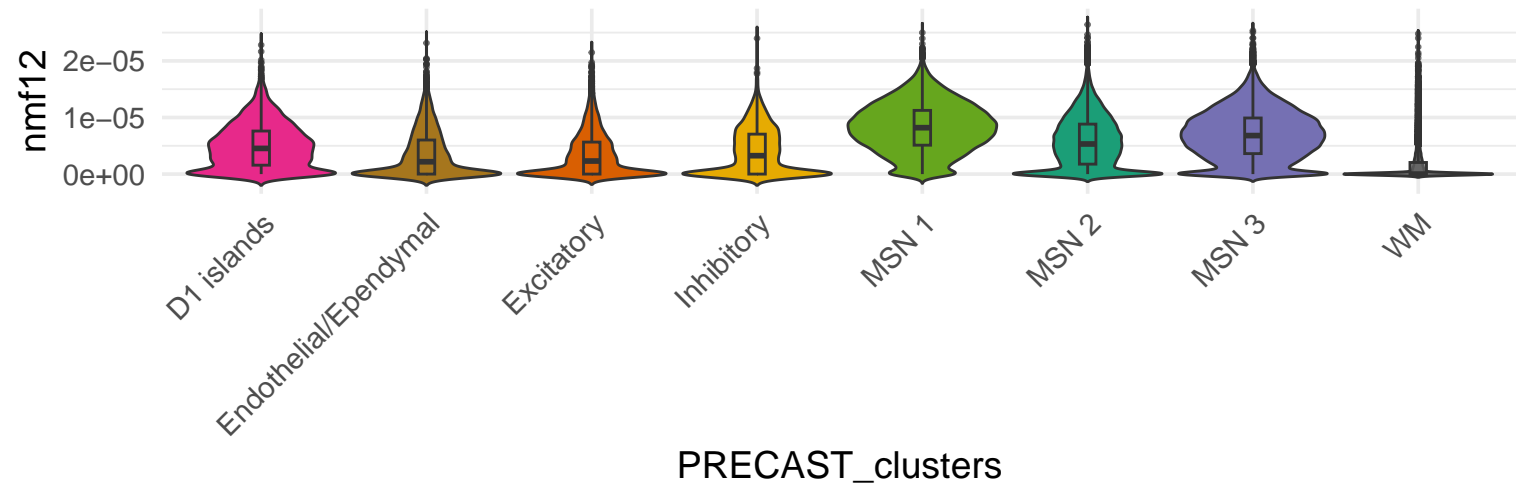 nmf12
2e−05
1e−05
0e+00
D1 islands
Endothelial/Ependymal
Excitatory
Inhibitory
MSN 1
MSN 2
MSN 3
WM
PRECAST_clusters